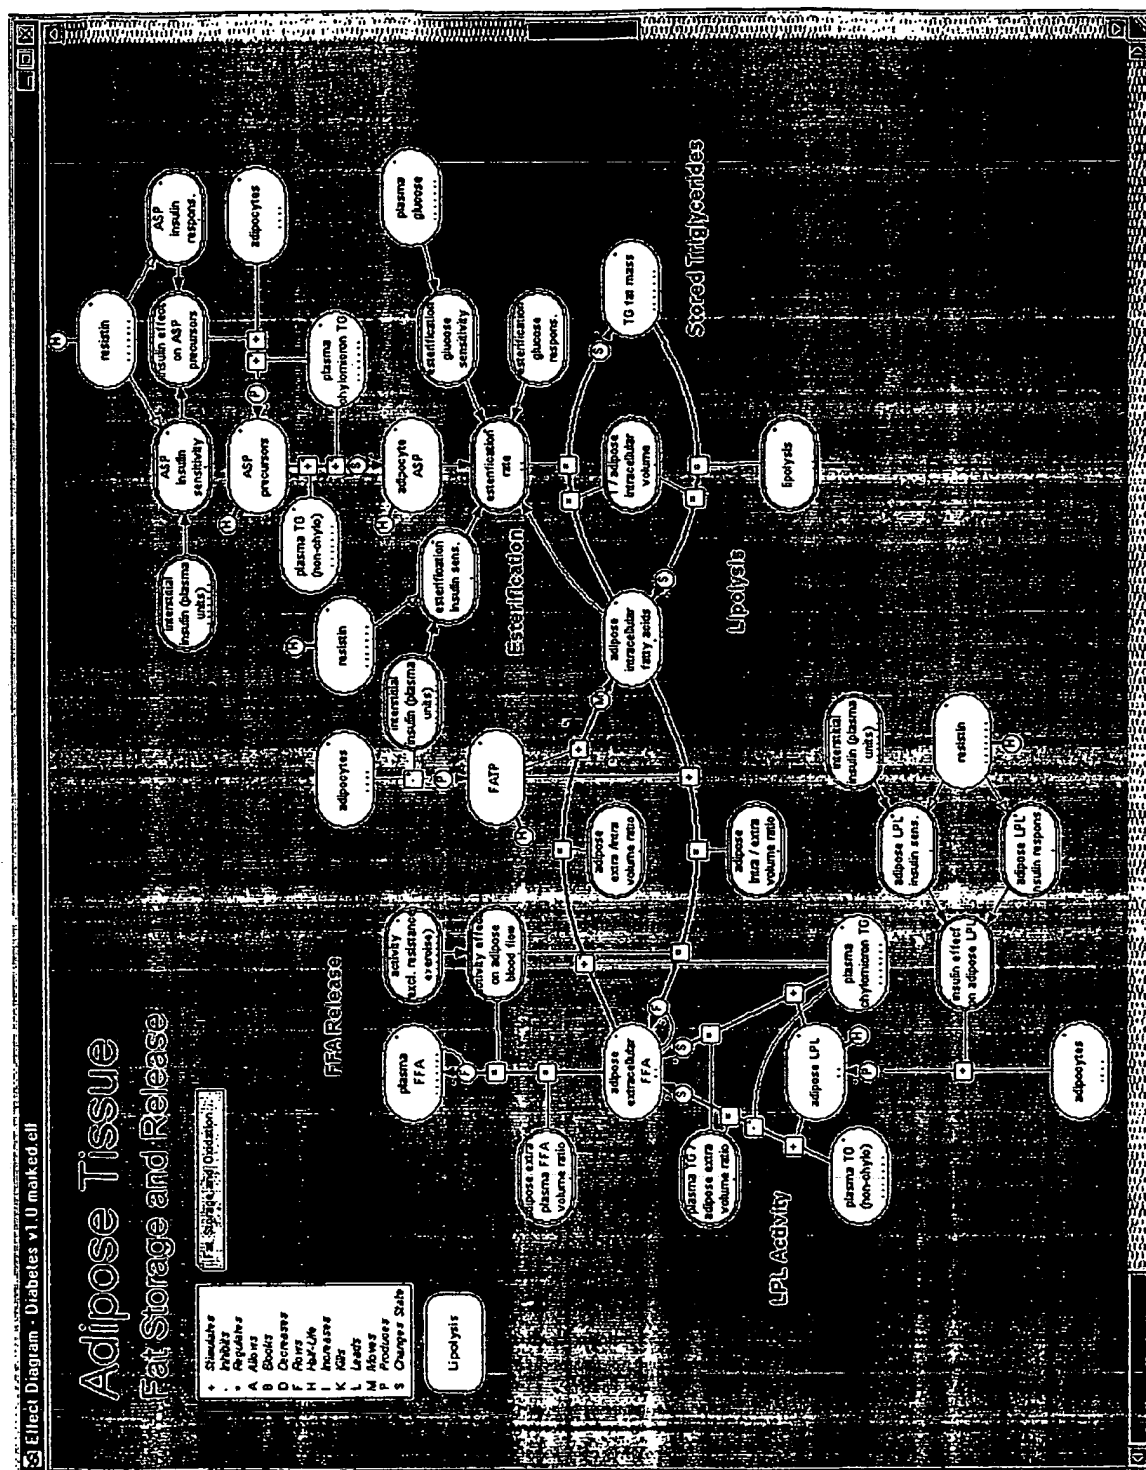 Effect Diagram - Diabetes v1.0 marked.eff
Adipose Tissue
Fat Storage and Release
+ Stimulates
- Inhibits
* Regulates
A Allows
B Blocks
D Decreases
F Flows
H Half-Life
I Increases
K Kills
L Leads
M Moves
P Produces
S Changes State
Lipolysis
FFA Release
plasma
FFA
activity
excl. resistance
exercise)
activity effect
on adipose
blood flow
adipose extra
plasma FFA
volume ratio
adipose
extracellular
FFA
plasma TG /
adipose extra
volume ratio
LPL Activity
plasma TG
(non-chylo)
adipose LPL
plasma
chylomicron TG
insulin effect
on adipose LPL
adipocytes
adipose LPL
insulin sens.
adipose LPL
insulin respons
interstitial
insulin (plasma
units)
resistin
adipose
extra /intra
volume ratio
adipose
intra / extra
volume ratio
FATP
adipocytes
interstitial
insulin (plasma
units)
resistin
esterification
insulin sens.
Esterification
adipose
intracellular
fatty acids
Lipolysis
interstitial
insulin (plasma
units)
ASP
insulin
sensitivity
resistin
insulin effect
on ASP
precursors
ASP
insulin
respons.
ASP
precursors
adipocytes
plasma TG
(non-chylo)
plasma
chylomicron TG
adipocyte
ASP
esterification
rate
esterification
glucose
sensitivity
plasma
glucose
esterification
glucose
respons.
1 / adipose
intracellular
volume
TG fat mass
lipolysis
Stored Triglycerides